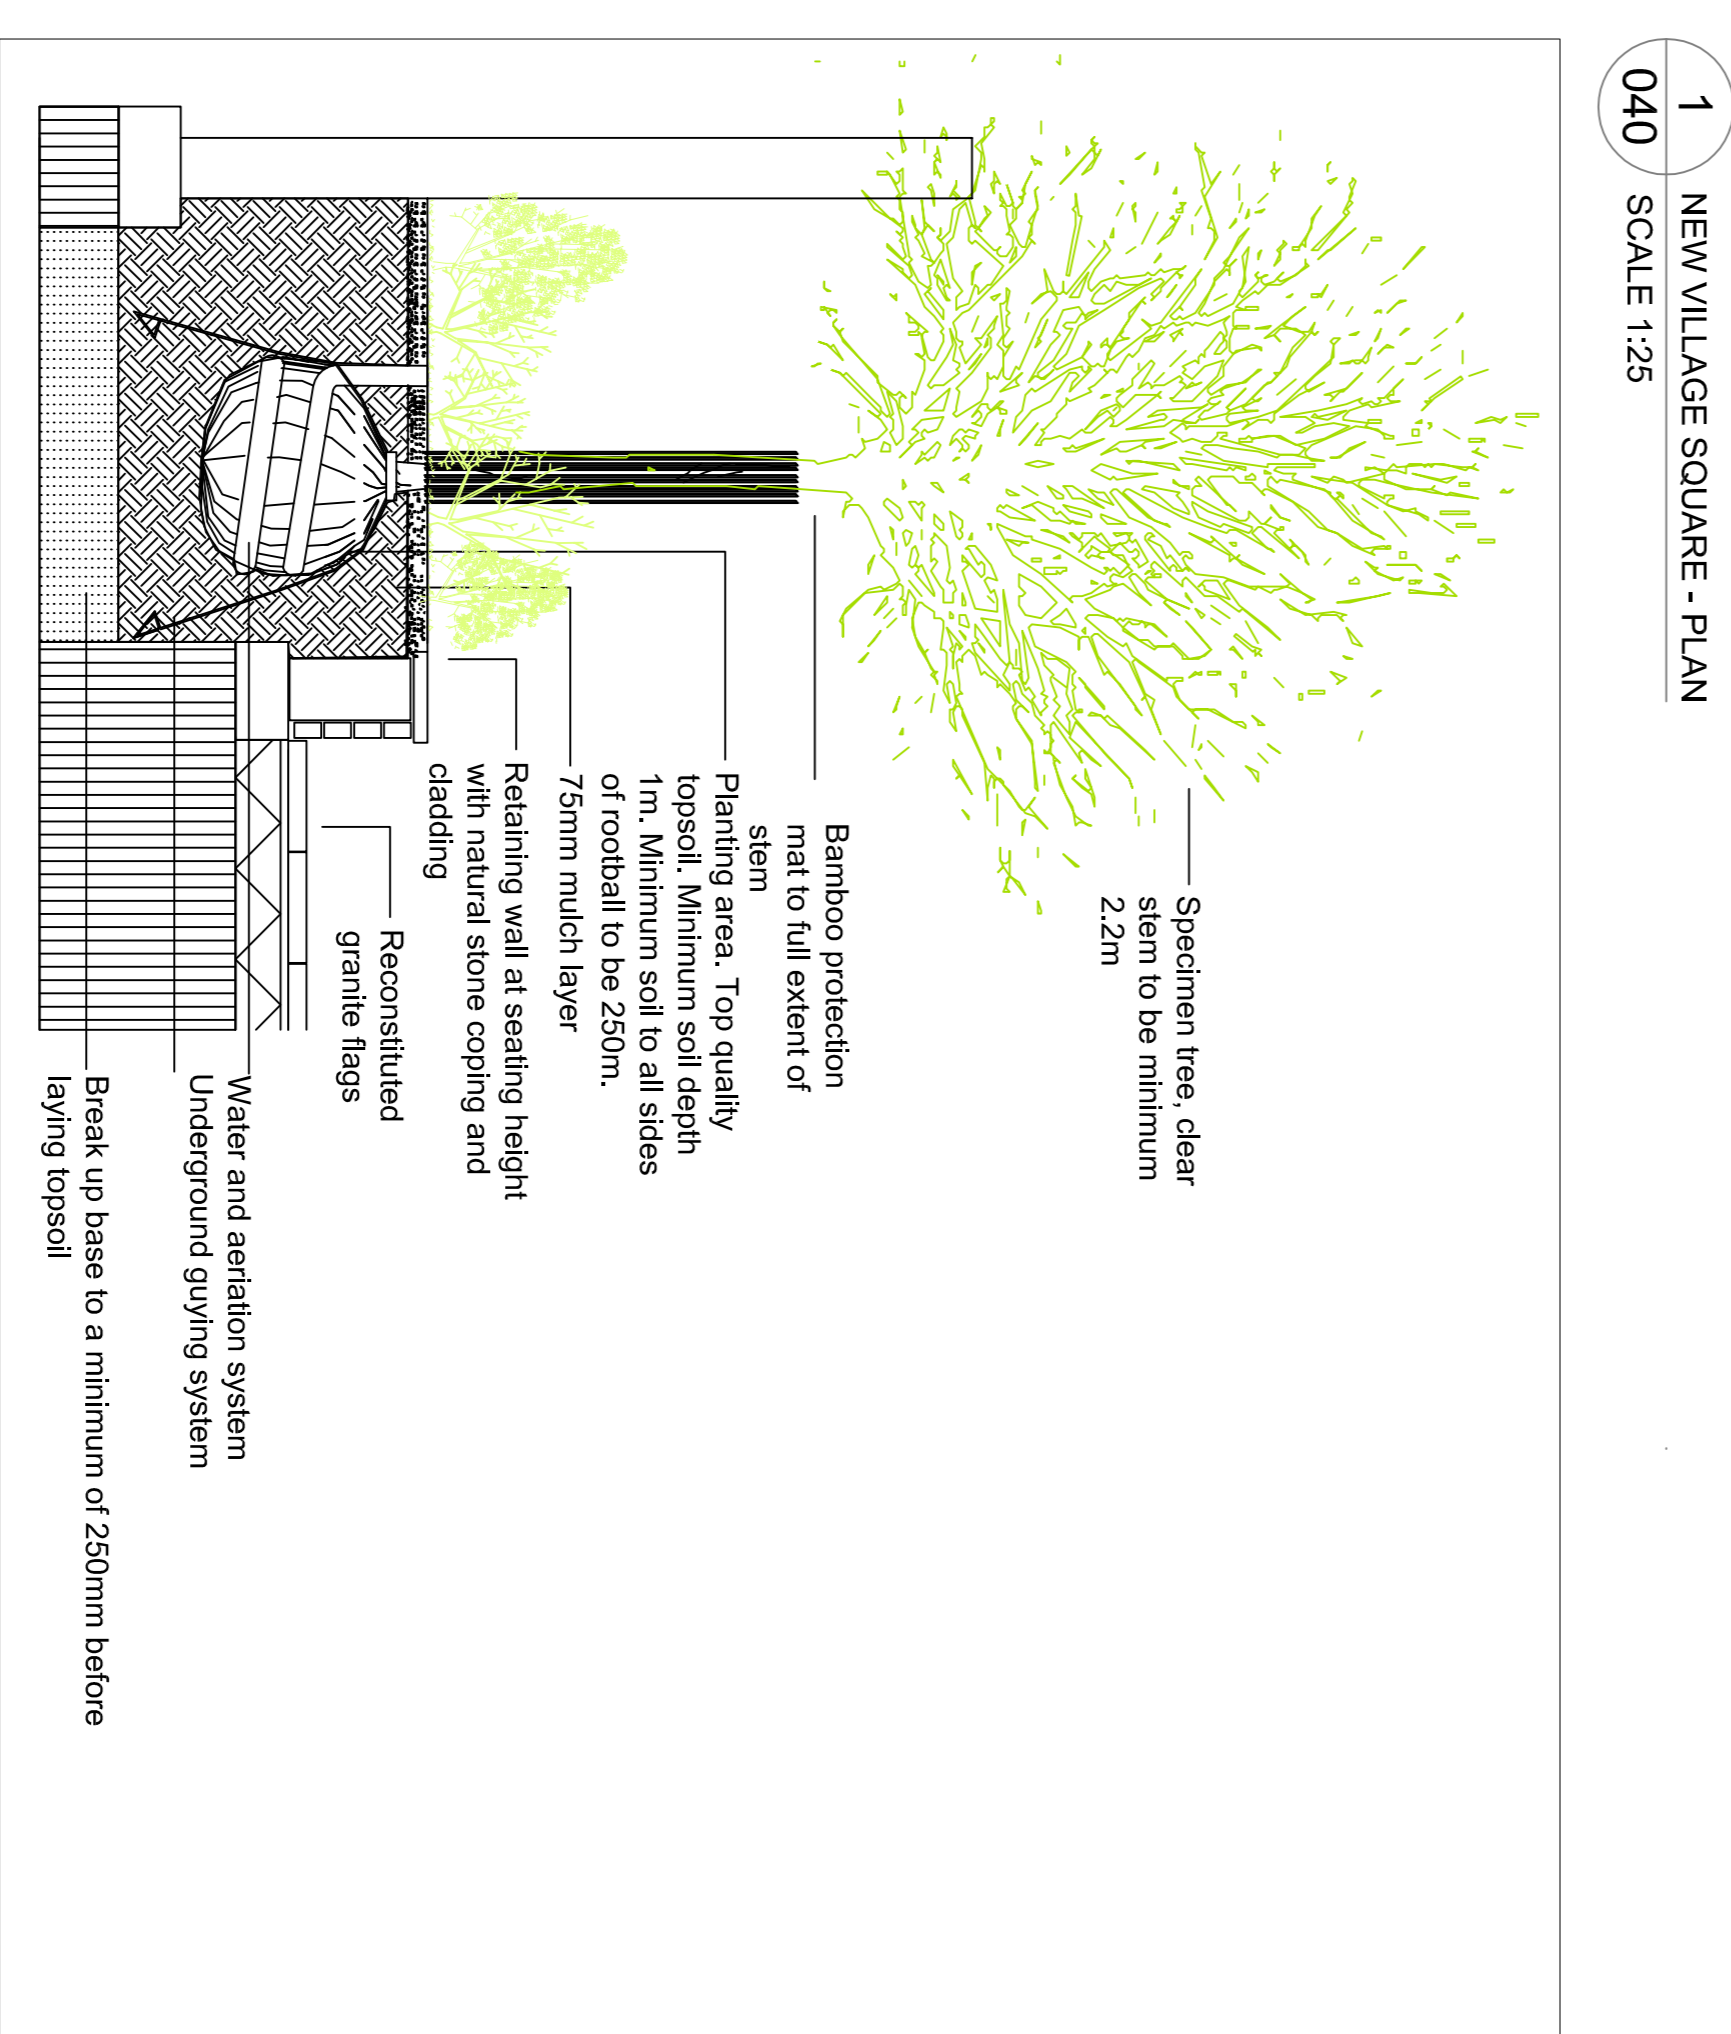 1
040
NEW VILLAGE SQUARE - PLAN
SCALE 1:25
Specimen tree, clear
stem to be minimum
2.2m
Bamboo protection
mat to full extent of
stem
Planting area. Top quality
topsoil. Minimum soil depth
1m. Minimum soil to all sides
of rootball to be 250m.
75mm mulch layer
Retaining wall at seating height
with natural stone coping and
cladding
Reconstituted
granite flags
Water and aeriation system
Underground guying system
Break up base to a minimum of 250mm before
laying topsoil